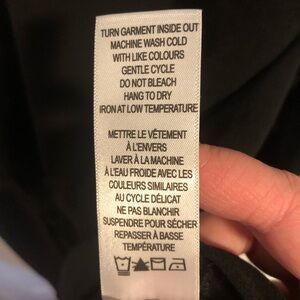 TURN GARMENT INSIDE OUT
MACHINE WASH COLD
WITH LIKE COLOURS
GENTLE CYCLE
DO NOT BLEACH
HANG TO DRY
IRON AT LOW TEMPERATURE
METTRE LE VÊTEMENT
À L'ENVERS
LAVER À LA MACHINE
À L'EAU FROIDE AVEC LES
COULEURS SIMILAIRES
AU CYCLE DÉLICAT
NE PAS BLANCHIR
SUSPENDRE POUR SÉCHER
REPASSER À BASSE
TEMPÉRATURE